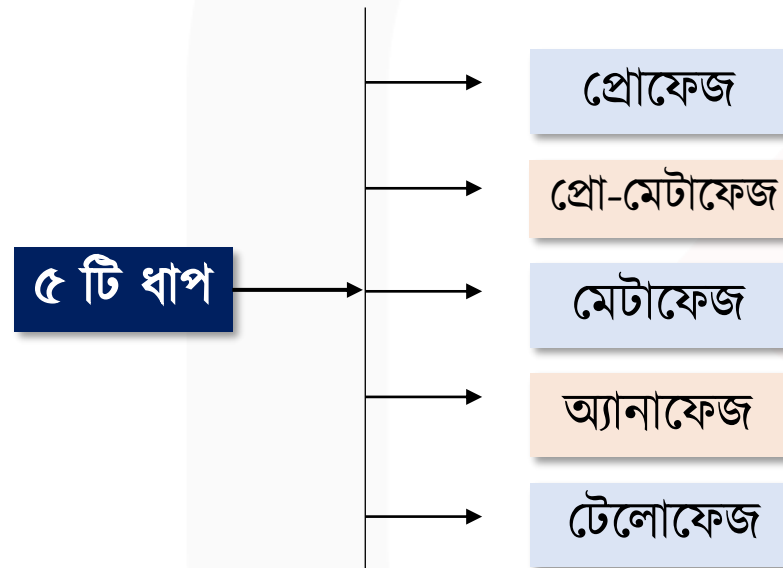 প্রোফেজ
প্রো-মেটাফেজ
৫ টি ধাপ
মেটাফেজ
অ্যানাফেজ
টেলোফেজ